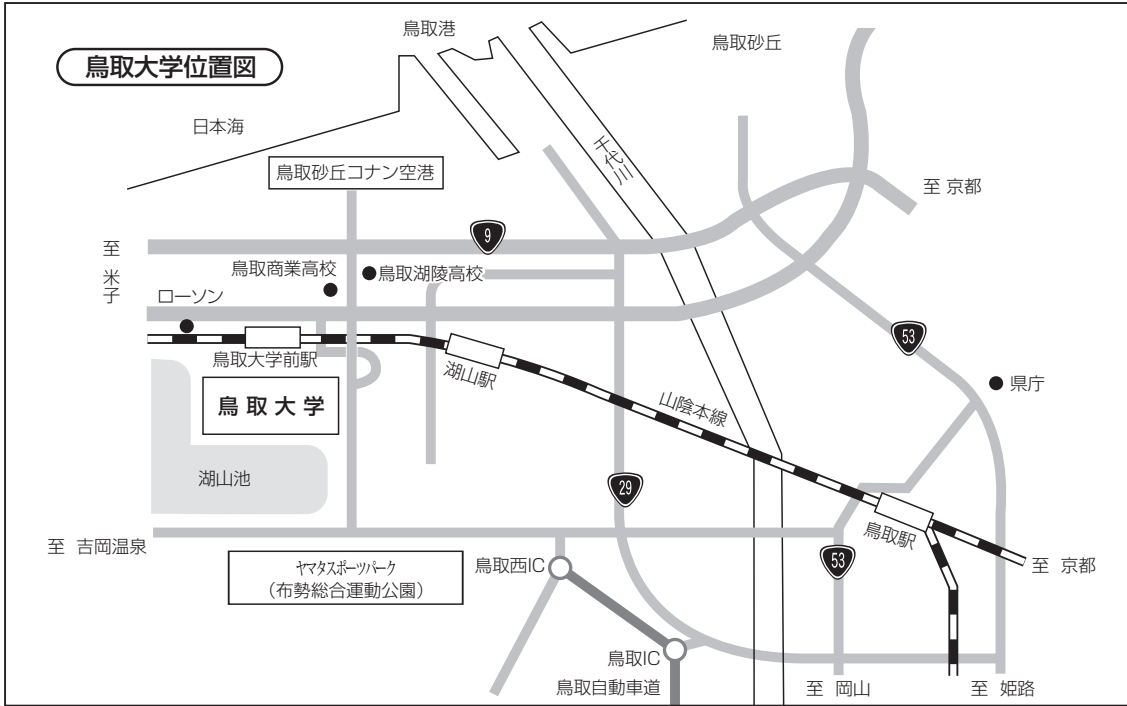 鳥取大学位置図
鳥取港
鳥取砂丘
日本海
千代川
鳥取砂丘コナン空港
至 京都
9
至 米子
鳥取商業高校
鳥取湖陵高校
ローソン
53
鳥取大学前駅
湖山駅
県庁
鳥取大学
山陰本線
湖山池
29
鳥取駅
至 吉岡温泉
ヤマタスポーツパーク
(布勢総合運動公園)
鳥取西IC
53
至 京都
鳥取IC
鳥取自動車道
至 岡山
至 姫路